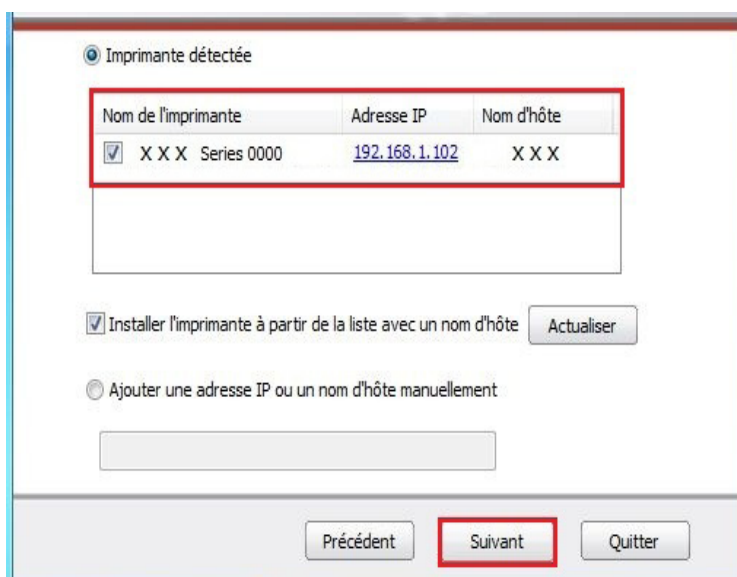 Imprimante détectée
Nom de l'imprimante Adresse IP Nom d'hôte
X X X Series 0000 192.168.1.102 X X X
Installer l'imprimante à partir de la liste avec un nom d'hôte Actualiser
Ajouter une adresse IP ou un nom d'hôte manuellement
Précédent Suivant Quitter